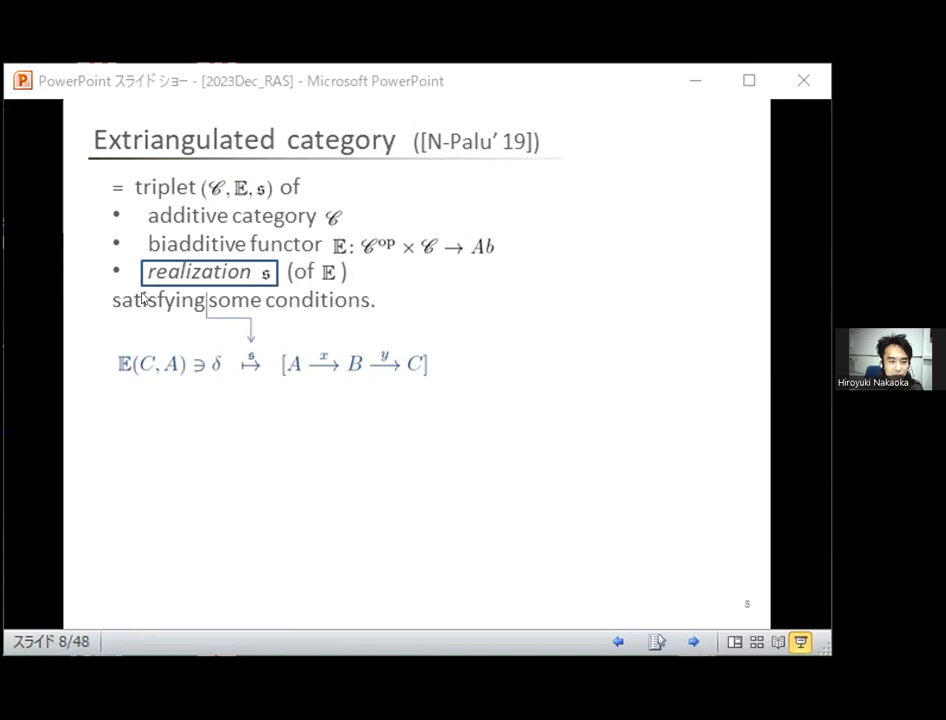 PowerPoint スライド ショー - [2023Dec_RAS] - Microsoft PowerPoint
Extriangulated category ([N-Palu' 19])
= triplet (𝒞, 𝔼, 𝔰) of
• additive category 𝒞
• biadditive functor 𝔼: 𝒞^op × 𝒞 → Ab
• realization 𝔰 (of 𝔼 )
satisfying some conditions.
𝔼(C, A) ∋ δ ↦^𝔰 [A —x→ B —y→ C]
Hiroyuki Nakaoka
8
スライド 8/48